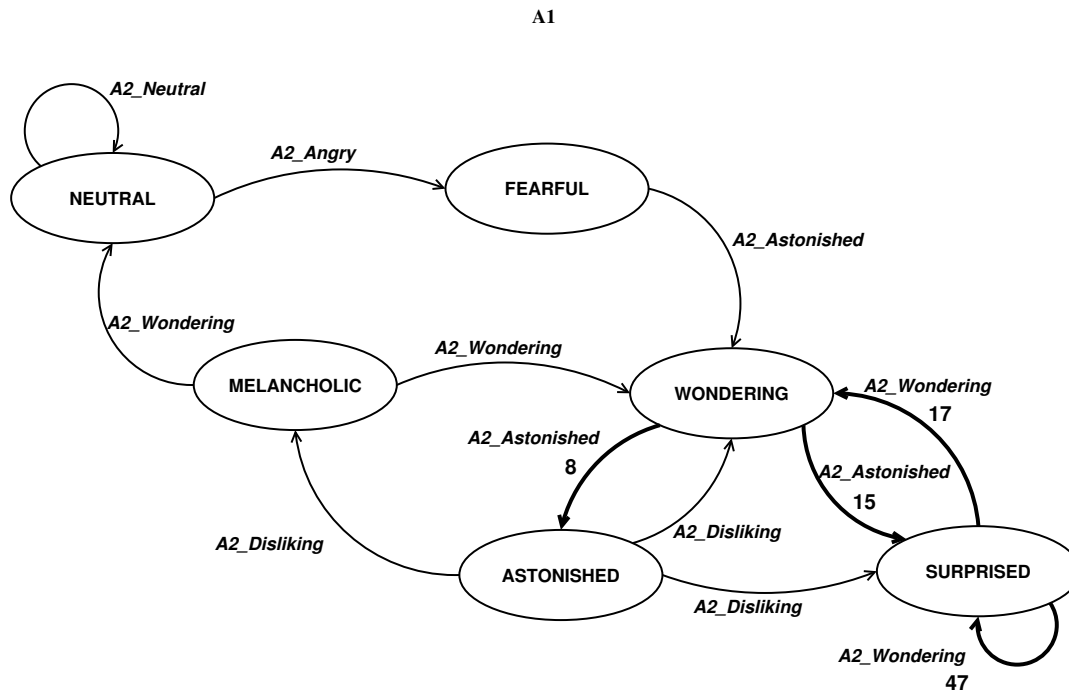 A1
A2_Neutral
A2_Angry
NEUTRAL
FEARFUL
A2_Astonished
A2_Wondering
A2_Wondering
MELANCHOLIC
WONDERING
A2_Wondering
17
A2_Astonished
8
A2_Astonished
15
A2_Disliking
A2_Disliking
ASTONISHED
SURPRISED
A2_Disliking
A2_Wondering
47